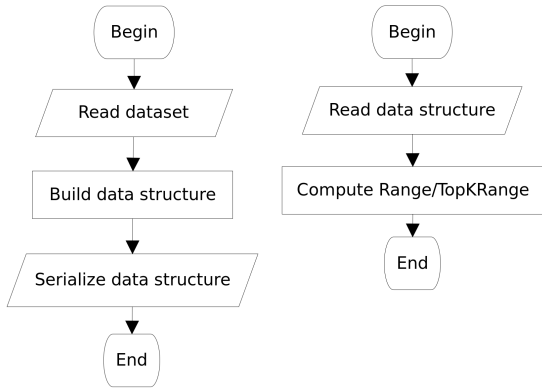 Begin
Read dataset
Build data structure
Serialize data structure
End
Begin
Read data structure
Compute Range/TopKRange
End